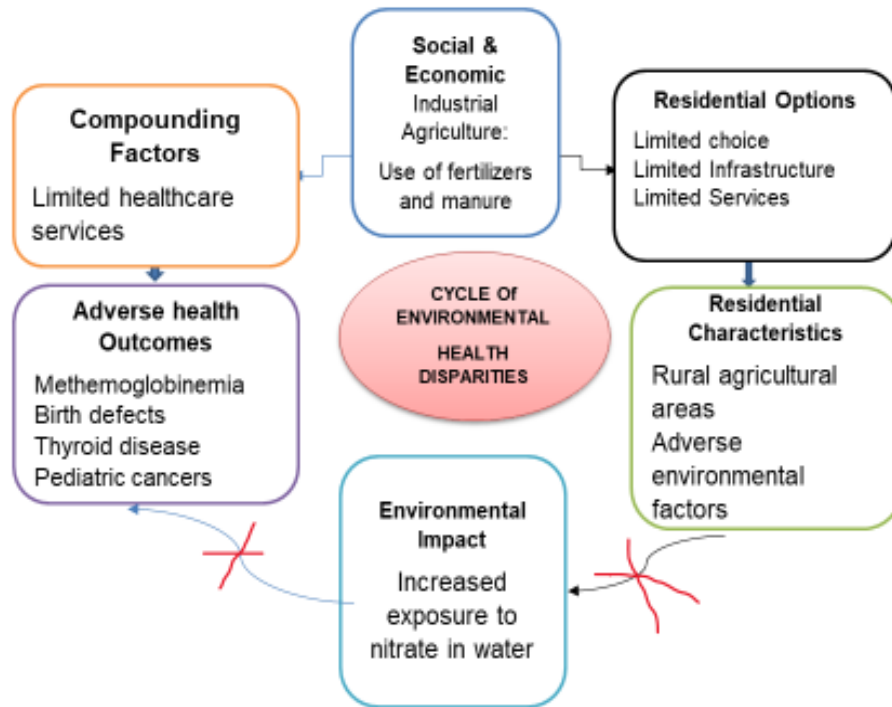 Social &
Economic
Industrial
Agriculture:
Use of fertilizers
and manure
Compounding
Factors
Limited healthcare
services
Residential Options
Limited choice
Limited Infrastructure
Limited Services
CYCLE Of
ENVIRONMENTAL
HEALTH
DISPARITIES
Adverse health
Outcomes
Methemoglobinemia
Birth defects
Thyroid disease
Pediatric cancers
Residential
Characteristics
Rural agricultural
areas
Adverse
environmental
factors
Environmental
Impact
Increased
exposure to
nitrate in water